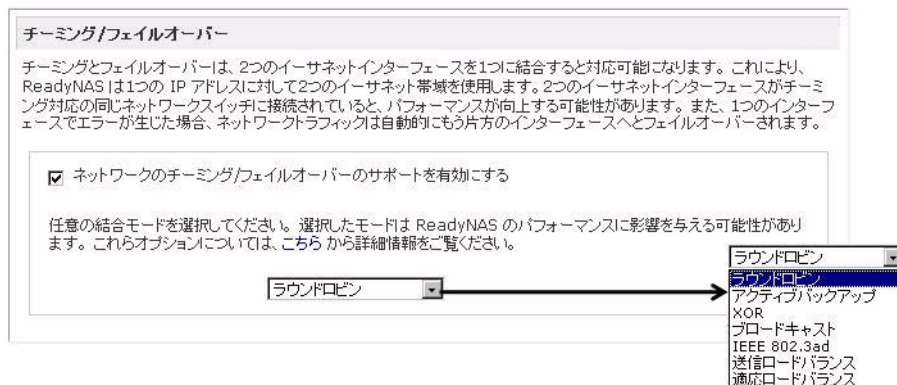 チーミング/フェイルオーバー
チーミングとフェイルオーバーは、2つのイーサネットインターフェースを1つに結合すると対応可能になります。これにより、
ReadyNAS は1つの IP アドレスに対して2つのイーサネット帯域を使用します。2つのイーサネットインターフェースがチーミ
ング対応の同じネットワークスイッチに接続されていると、パフォーマンスが向上する可能性があります。また、1つのインターフ
ェースでエラーが生じた場合、ネットワークトラフィックは自動的にもう片方のインターフェースへとフェイルオーバーされます。
ネットワークのチーミング/フェイルオーバーのサポートを有効にする
任意の結合モードを選択してください。選択したモードは ReadyNAS のパフォーマンスに影響を与える可能性があり
ます。これらオプションについては、こちら から詳細情報をご覧ください。
ラウンドロビン
ラウンドロビン
ラウンドロビン
アクティブバックアップ
XOR
ブロードキャスト
IEEE 802.3ad
送信ロードバランス
適応ロードバランス